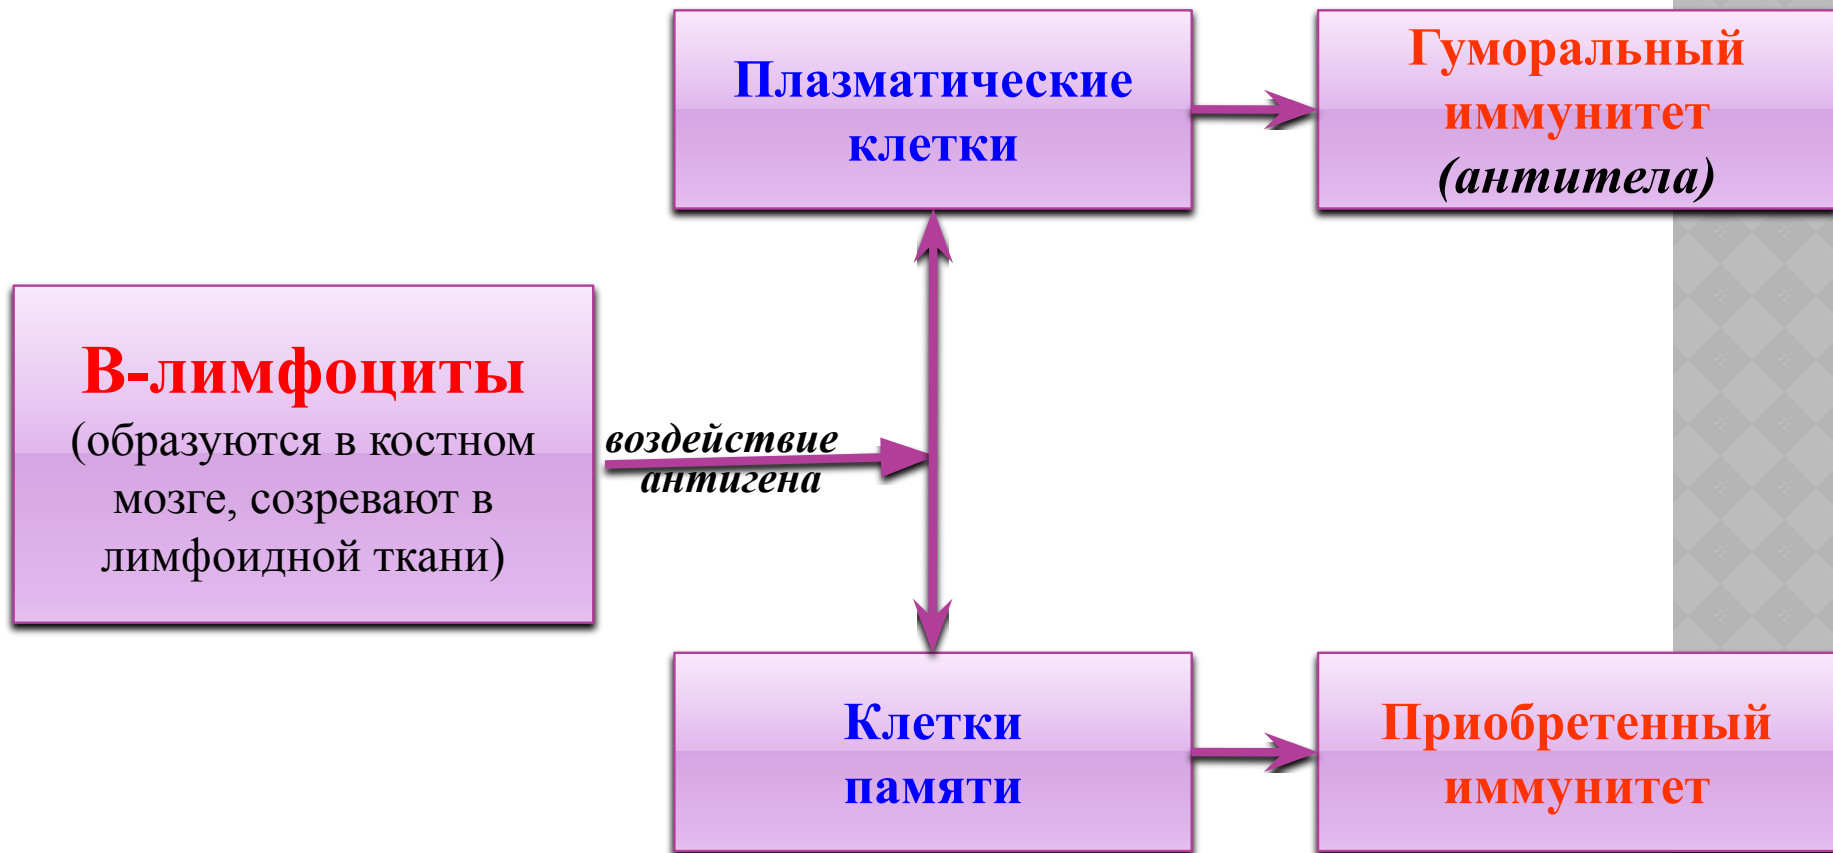 Плазматические
клетки
Гуморальный
иммунитет
(антитела)
В-лимфоциты
(образуются в костном
мозге, созревают в
лимфоидной ткани)
воздействие
антигена
Клетки
памяти
Приобретенный
иммунитет